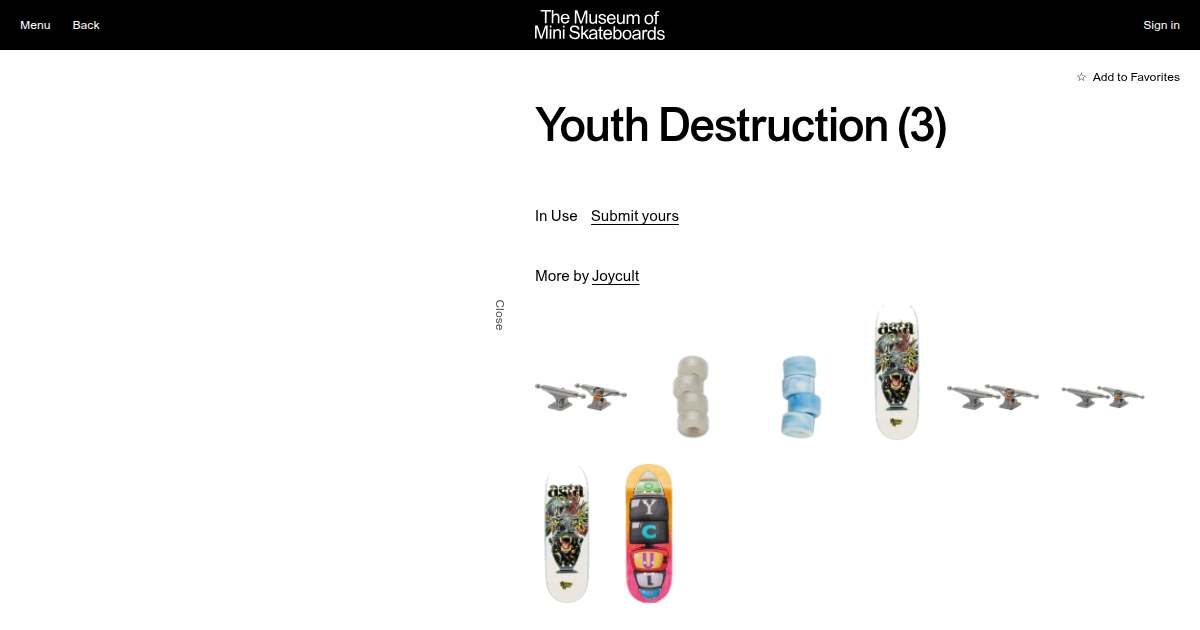 Menu
Back
The Museum of
Mini Skateboards
Sign in
☆ Add to Favorites
Youth Destruction (3)
In Use Submit yours
More by Joycult
Close
asta
asta
O
Y
C
U
L